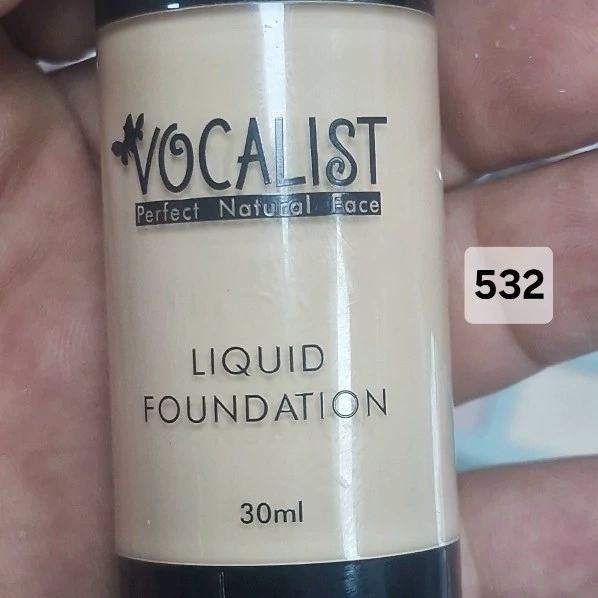 VOCALIST
Perfect Natural Face
532
LIQUID
FOUNDATION
30ml